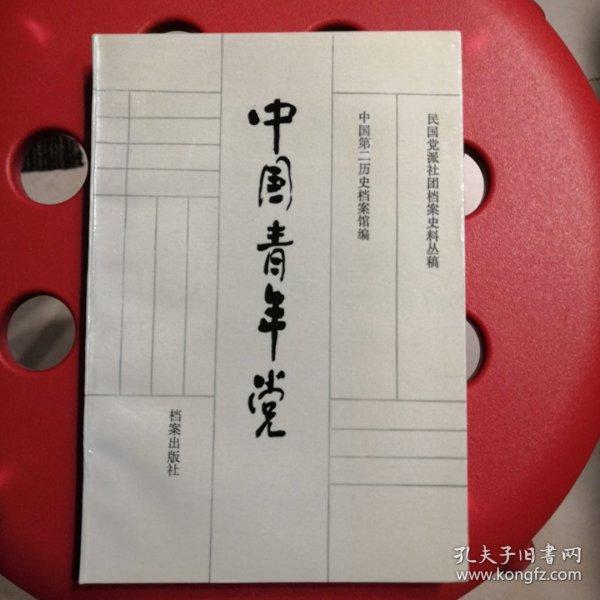 民国党派社团档案史料丛稿
中国第二历史档案馆编
中国青年党
档案出版社
孔夫子旧书网
www.kongfz.com